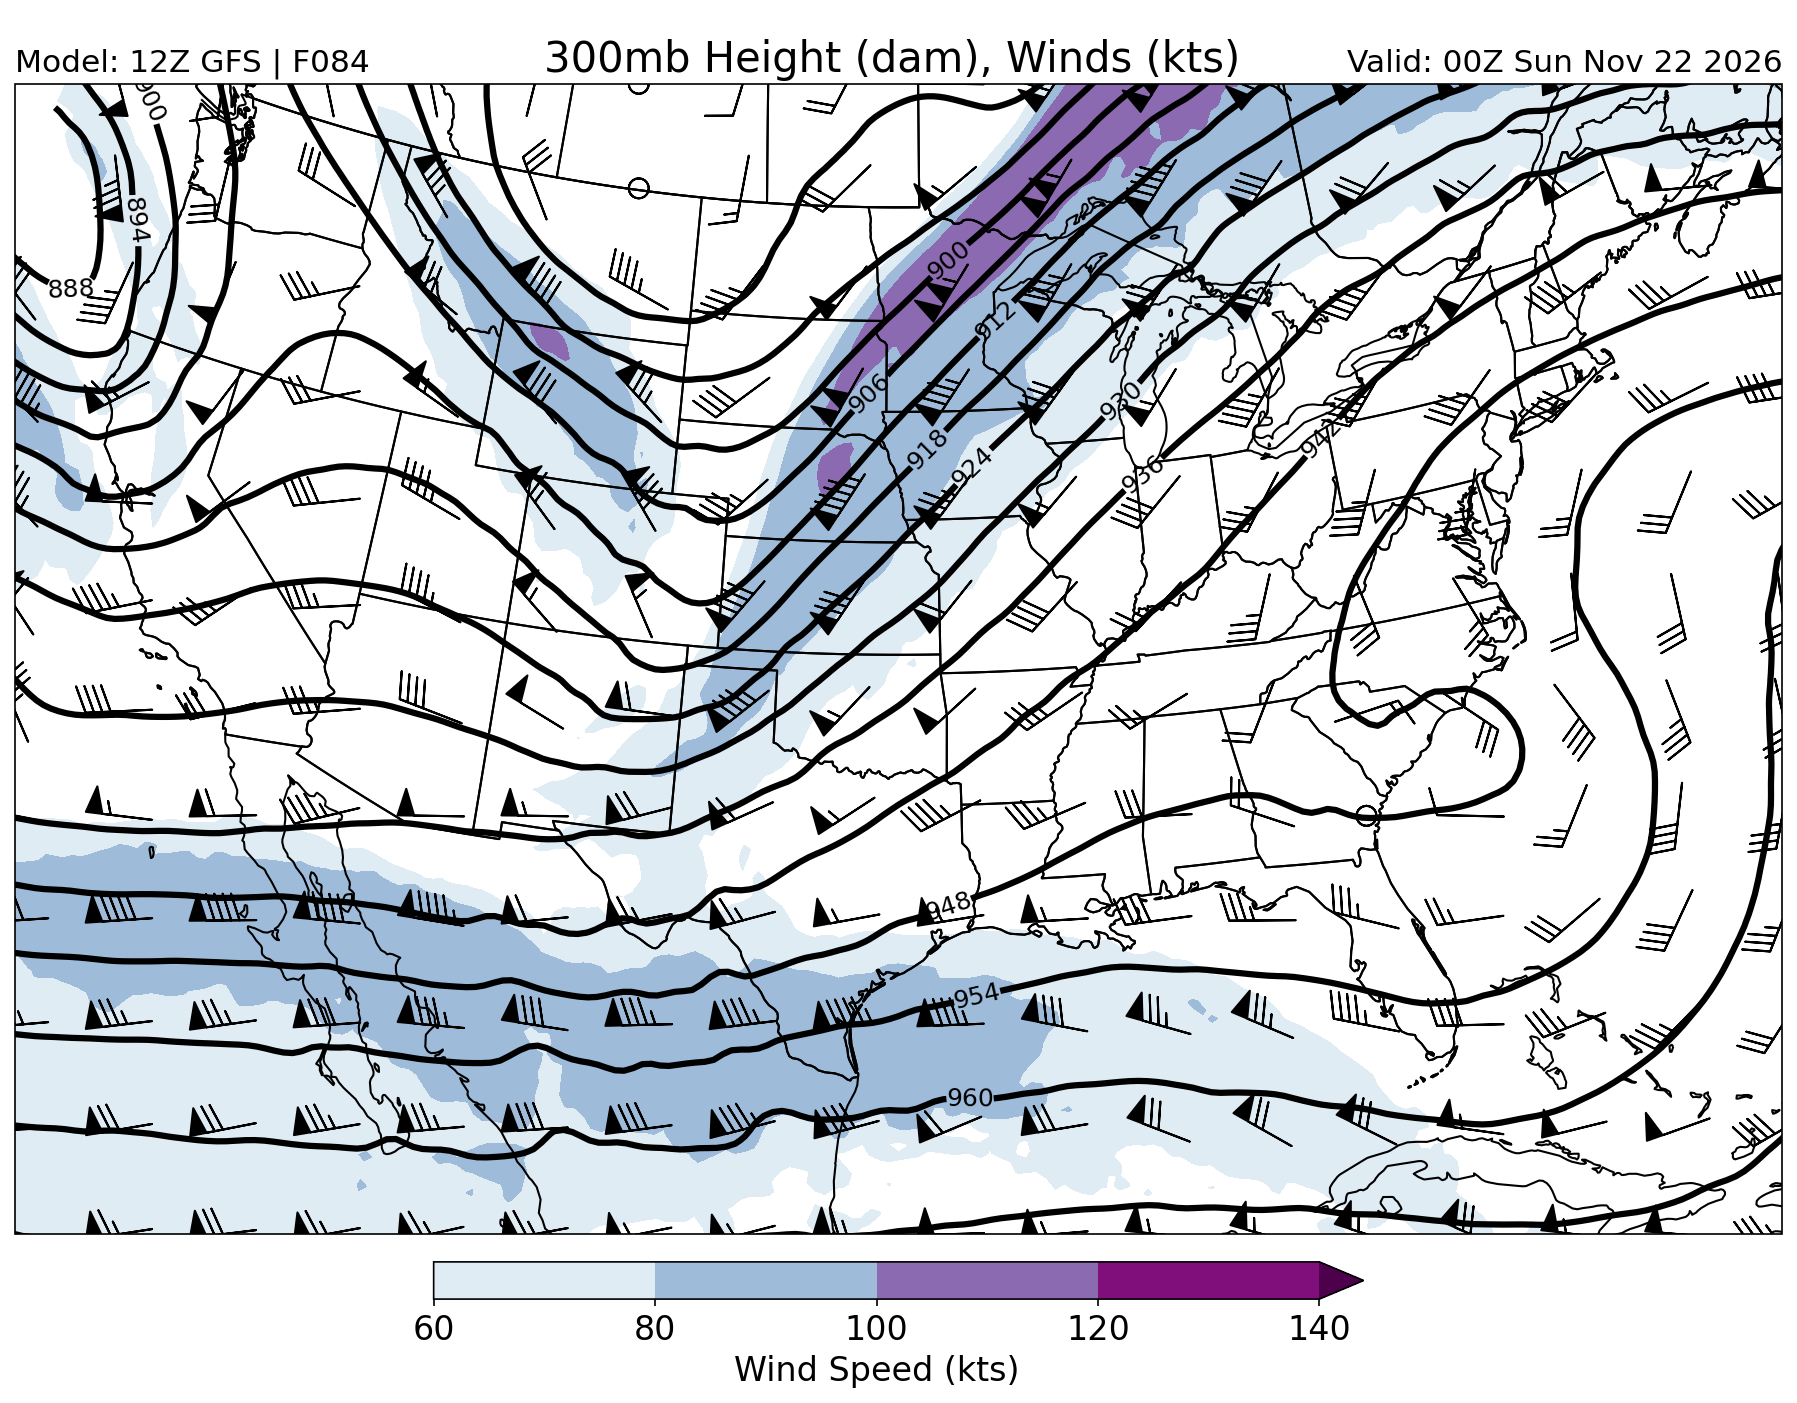 Model: 12Z GFS | F084
300mb Height (dam), Winds (kts)
Valid: 00Z Sun Nov 22 2026
900
894
888
900
912
906
918
924
930
936
942
948
954
960
60 80 100 120 140
Wind Speed (kts)